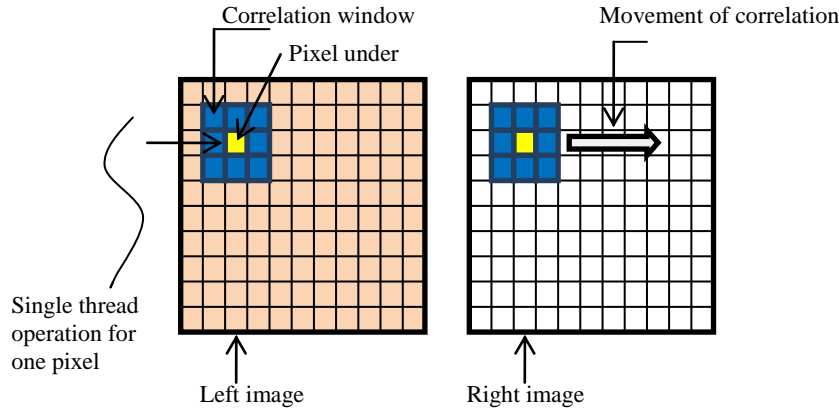 Correlation window
Pixel under
Movement of correlation
Single thread
operation for
one pixel
Left image
Right image